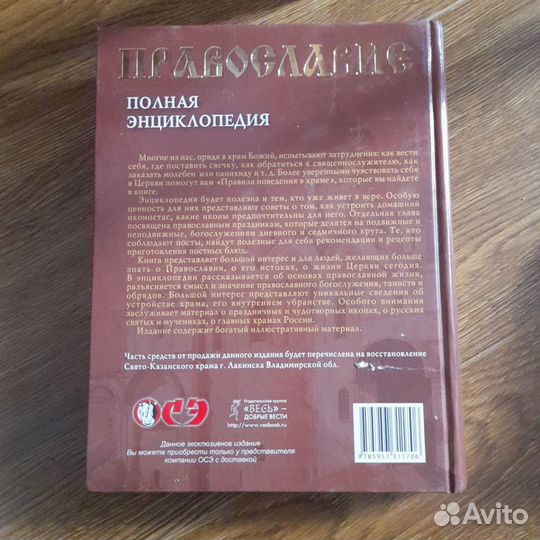 ПРАВОСЛАВИЕ
ПОЛНАЯ
ЭНЦИКЛОПЕДИЯ
Многие из нас, придя в храм Божий, испытывают затруднения: как вести
себя, где поставить свечку, как обратиться к священнослужителю, как
заказать молебен или панихиду и т. д. Более уверенными чувствовать себя
в Церкви помогут вам «Правила поведения в храме», которые вы найдете
в книге.
Энциклопедия будет полезна и тем, кто уже живет в вере. Особую
ценность для них представляют советы о том, как устроить домашний
иконостас, какие иконы предпочтительны для него. Отдельная глава
посвящена православным праздникам, которые делятся на подвижные и
неподвижные, богослужениям дневного и седмичного круга. Те, кто
соблюдают посты, найдут полезные для себя рекомендации и рецепты
приготовления постных блюд.
Книга представляет большой интерес и для людей, желающих больше
знать о Православии, о его истоках, о жизни Церкви сегодня.
В энциклопедии рассказывается об основах православной жизни,
разъясняется смысл и значение православного богослужения, таинств и
обрядов. Большой интерес представляют уникальные сведения об
устройстве храма, его внутреннем убранстве. Особого внимания
заслуживает материал о праздничных и чудотворных иконах, о русских
святых и мучениках, о главных храмах России.
Издание содержит богатый иллюстративный материал.
Часть средств от продажи данного издания будет перечислена на восстановление
Свято-Казанского храма г. Лакинска Владимирской обл.
ОСЭ
Издательская группа
«ВЕСЬ» –
ДОБРЫЕ ВЕСТИ
http://www.vesbook.ru
Данное эксклюзивное издание
Вы можете приобрести только у представителя
компании ОСЭ с доставкой
9 785957 311706
Avito